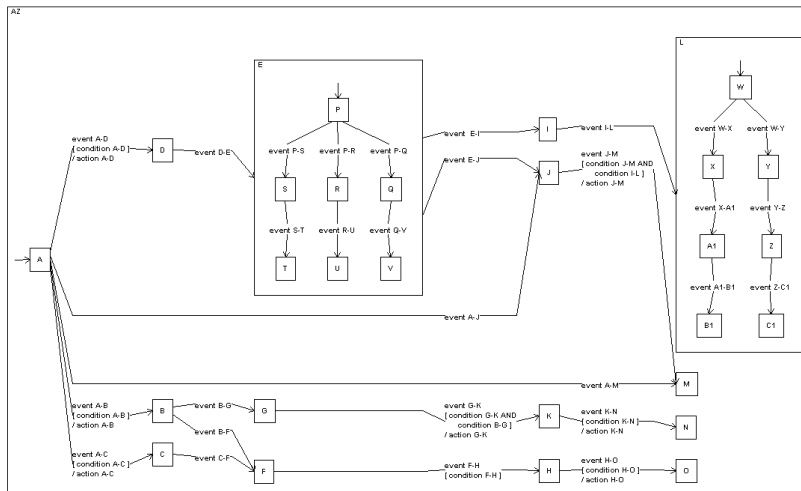 AZ
E
L
P
W
event A-D
[ condition A-D ]
/ action A-D
D
event D-E
event E-I
I
event I-L
event P-S
event P-R
event P-Q
event W-X
event W-Y
event E-J
event J-M
[ condition J-M AND
condition I-L ]
/ action J-M
S
R
Q
J
X
Y
event S-T
event R-U
event Q-V
event X-A1
event Y-Z
A
T
U
V
A1
Z
event A1-B1
event Z-C1
event A-J
B1
C1
event A-M
M
event A-B
[ condition A-B ]
/ action A-B
B
event B-G
G
event G-K
[ condition G-K AND
condition B-G ]
/ action G-K
K
event K-N
[ condition K-N ]
/ action K-N
N
event B-F
event A-C
[ condition A-C ]
/ action A-C
C
event C-F
F
event F-H
[ condition F-H ]
H
event H-O
[ condition H-O ]
/ action H-O
O